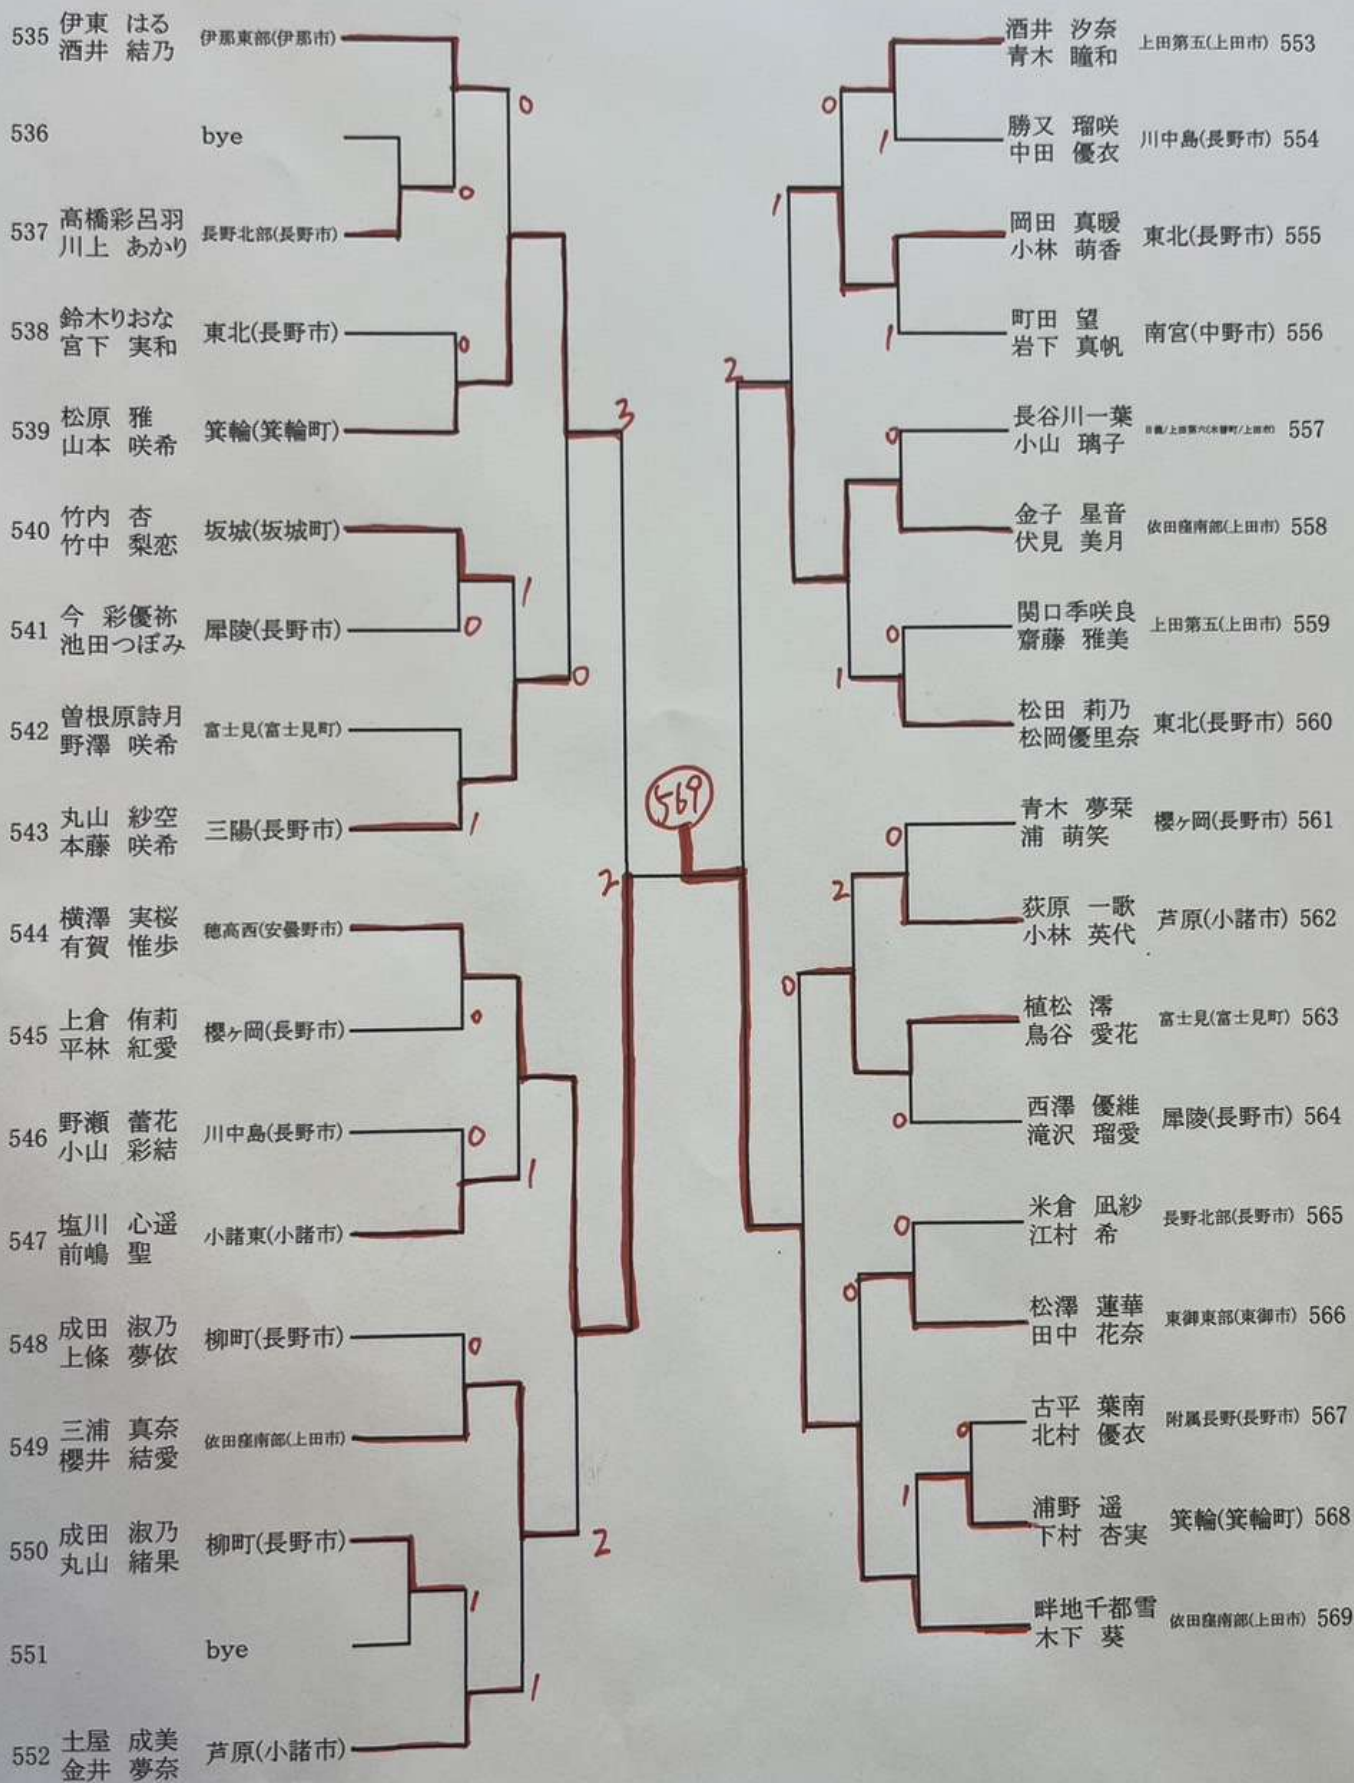 535 伊東 はる 伊那東部(伊那市)
酒井 結乃
0
536 bye
0
537 髙橋彩呂羽 長野北部(長野市)
川上 あかり
538 鈴木りおな 東北(長野市)
宮下 実和
0
3
539 松原 雅 箕輪(箕輪町)
山本 咲希
540 竹内 杏 坂城(坂城町)
竹中 梨恋
1
541 今 彩優祢 犀陵(長野市)
池田つぼみ
0
0
542 曽根原詩月 富士見(富士見町)
野澤 咲希
543 丸山 紗空 三陽(長野市)
本藤 咲希
1
2
544 横澤 実桜 穂高西(安曇野市)
有賀 惟歩
545 上倉 侑莉 櫻ヶ岡(長野市)
平林 紅愛
0
546 野瀬 蕾花 川中島(長野市)
小山 彩結
0
1
547 塩川 心遥 小諸東(小諸市)
前嶋 聖
548 成田 淑乃 柳町(長野市)
上條 夢依
0
549 三浦 真奈 依田窪南部(上田市)
櫻井 結愛
550 成田 淑乃 柳町(長野市)
丸山 緒果
2
1
551 bye
1
552 土屋 成美 芦原(小諸市)
金井 夢奈
569
酒井 汐奈 上田第五(上田市) 553
青木 瞳和
0
勝又 瑠咲 川中島(長野市) 554
中田 優衣
1
1
岡田 真暖 東北(長野市) 555
小林 萌香
町田 望 南宮(中野市) 556
岩下 真帆
1
2
長谷川一葉 557
小山 璃子
0
金子 星音 依田窪南部(上田市) 558
伏見 美月
関口季咲良 上田第五(上田市) 559
齋藤 雅美
0
1
松田 莉乃 東北(長野市) 560
松岡優里奈
青木 夢栞 櫻ヶ岡(長野市) 561
浦 萌笑
0
2
荻原 一歌 芦原(小諸市) 562
小林 英代
0
植松 澪 富士見(富士見町) 563
鳥谷 愛花
西澤 優維 犀陵(長野市) 564
滝沢 瑠愛
0
米倉 凪紗 長野北部(長野市) 565
江村 希
0
0
松澤 蓮華 東御東部(東御市) 566
田中 花奈
古平 葉南 附属長野(長野市) 567
北村 優衣
0
1
浦野 遥 箕輪(箕輪町) 568
下村 杏実
畔地千都雪 依田窪南部(上田市) 569
木下 葵